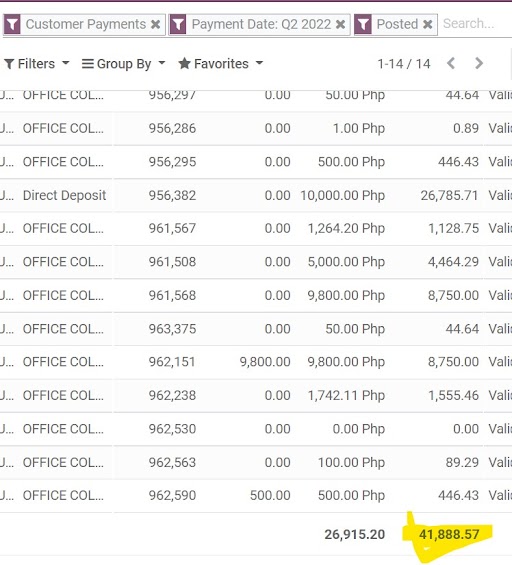 Customer Payments ✖ Payment Date: Q2 2022 ✖ Posted ✖ Search...
Filters Group By Favorites 1-14 / 14
U... OFFICE COL... 956,297 0.00 50.00 Php 44.64 Vali
U... OFFICE COL... 956,286 0.00 1.00 Php 0.89 Vali
U... OFFICE COL... 956,295 0.00 500.00 Php 446.43 Vali
U... Direct Deposit 956,382 0.00 10,000.00 Php 26,785.71 Vali
U... OFFICE COL... 961,567 0.00 1,264.20 Php 1,128.75 Vali
U... OFFICE COL... 961,508 0.00 5,000.00 Php 4,464.29 Vali
U... OFFICE COL... 961,568 0.00 9,800.00 Php 8,750.00 Vali
U... OFFICE COL... 963,375 0.00 50.00 Php 44.64 Vali
U... OFFICE COL... 962,151 9,800.00 9,800.00 Php 8,750.00 Vali
U... OFFICE COL... 962,238 0.00 1,742.11 Php 1,555.46 Vali
U... OFFICE COL... 962,530 0.00 0.00 Php 0.00 Vali
U... OFFICE COL... 962,563 0.00 100.00 Php 89.29 Vali
U... OFFICE COL... 962,590 500.00 500.00 Php 446.43 Vali
26,915.20 41,888.57